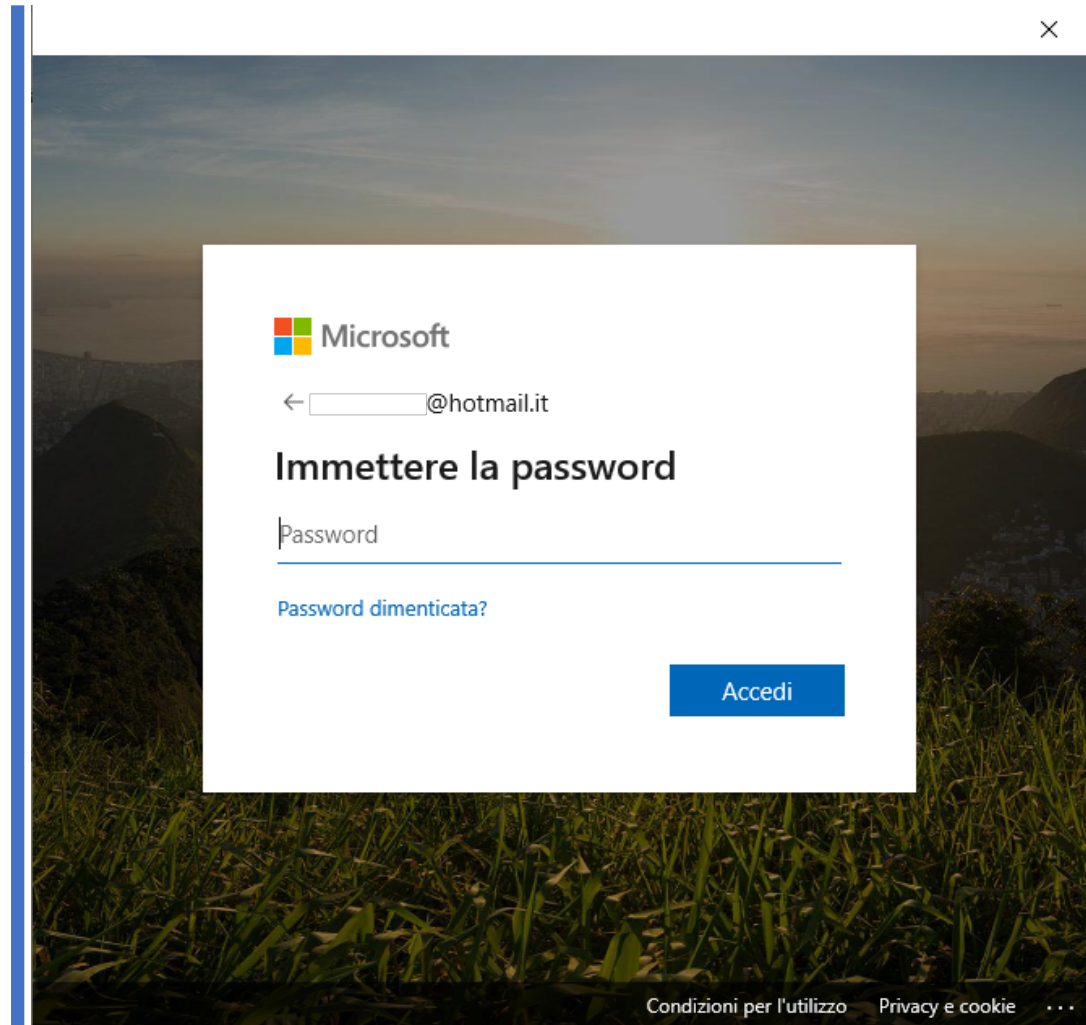 Microsoft
@hotmail.it
Immettere la password
Password
Password dimenticata?
Accedi
Condizioni per l'utilizzo Privacy e cookie ...